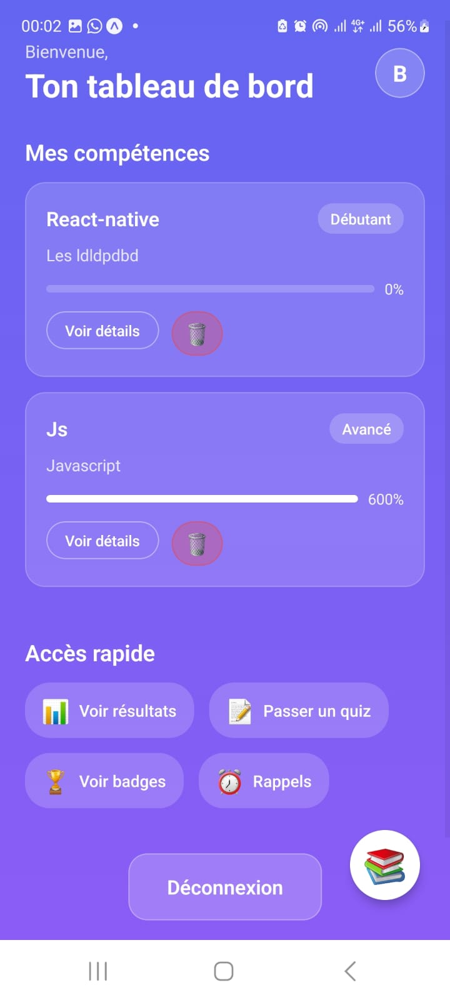 00:02 4G+ 56%
Bienvenue,
Ton tableau de bord
B
Mes compétences
React-native Débutant
Les ldldpdbd
0%
Voir détails
Js Avancé
Javascript
600%
Voir détails
Accès rapide
Voir résultats Passer un quiz
Voir badges Rappels
Déconnexion